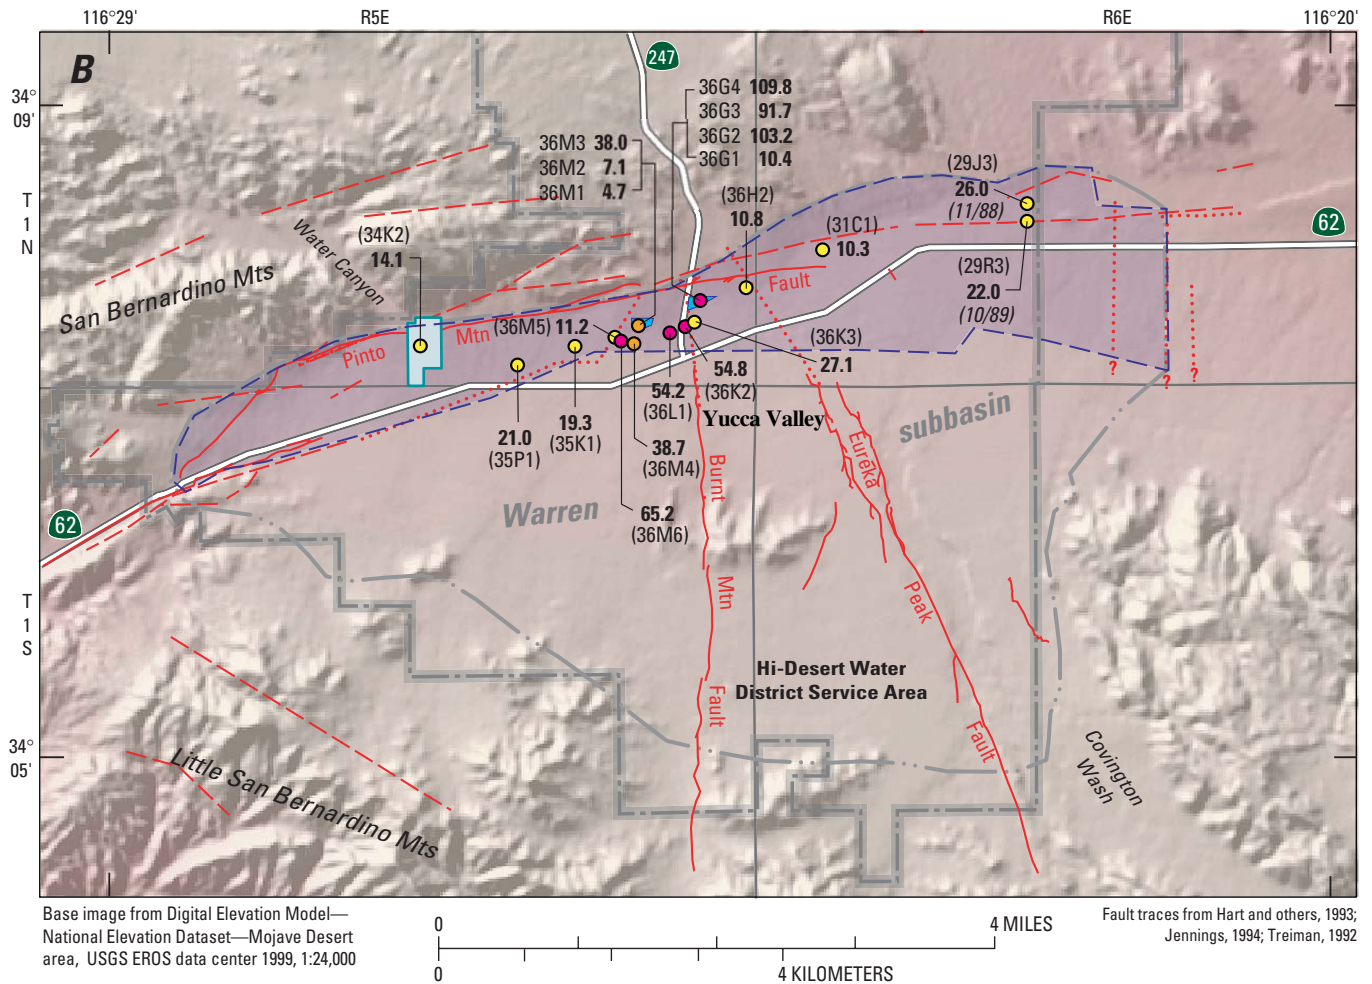 116°29'
R5E
R6E
116°20'
B
247
34°
09'
36G4 109.8
36G3 91.7
36G2 103.2
36G1 10.4
36M3 38.0
36M2 7.1
36M1 4.7
(29J3)
26.0
(11/88)
T
1
N
(36H2)
10.8
(31C1)
10.3
62
Water Canyon
(34K2)
14.1
(29R3)
22.0
(10/89)
San Bernardino Mts
Fault
(36M5) 11.2
Mtn
Pinto
(36K3)
27.1
54.8
(36K2)
54.2
(36L1)
Yucca Valley
19.3
(35K1)
21.0
(35P1)
38.7
(36M4)
subbasin
Burnt
Eureka
Warren
65.2
(36M6)
62
? ? ?
T
1
S
Mtn
Peak
Hi-Desert Water
District Service Area
Fault
Fault
34°
05'
Little San Bernardino Mts
Covington
Wash
Base image from Digital Elevation Model—
National Elevation Dataset—Mojave Desert
area, USGS EROS data center 1999, 1:24,000
0 4 MILES
0 4 KILOMETERS
Fault traces from Hart and others, 1993;
Jennings, 1994; Treiman, 1992